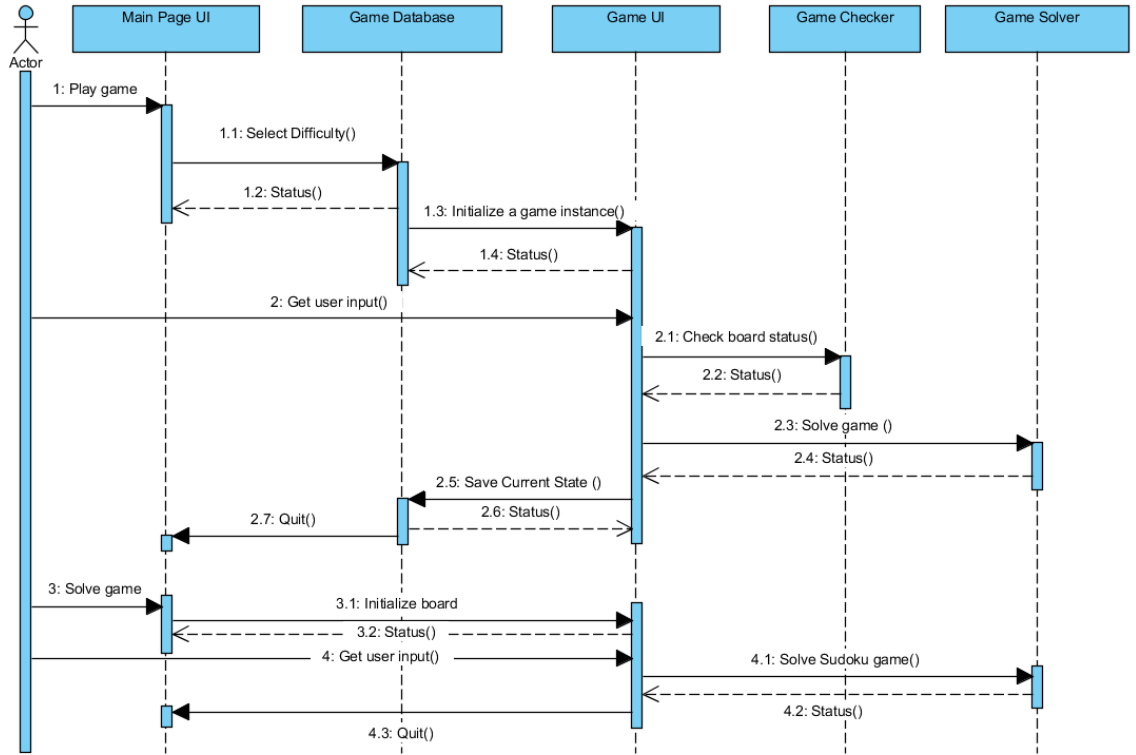 Main Page UI
Game Database
Game UI
Game Checker
Game Solver
Actor
1: Play game
1.1: Select Difficulty()
1.2: Status()
1.3: Initialize a game instance()
1.4: Status()
2: Get user input()
2.1: Check board status()
2.2: Status()
2.3: Solve game ()
2.4: Status()
2.5: Save Current State ()
2.6: Status()
2.7: Quit()
3: Solve game
3.1: Initialize board
3.2: Status()
4: Get user input()
4.1: Solve Sudoku game()
4.2: Status()
4.3: Quit()